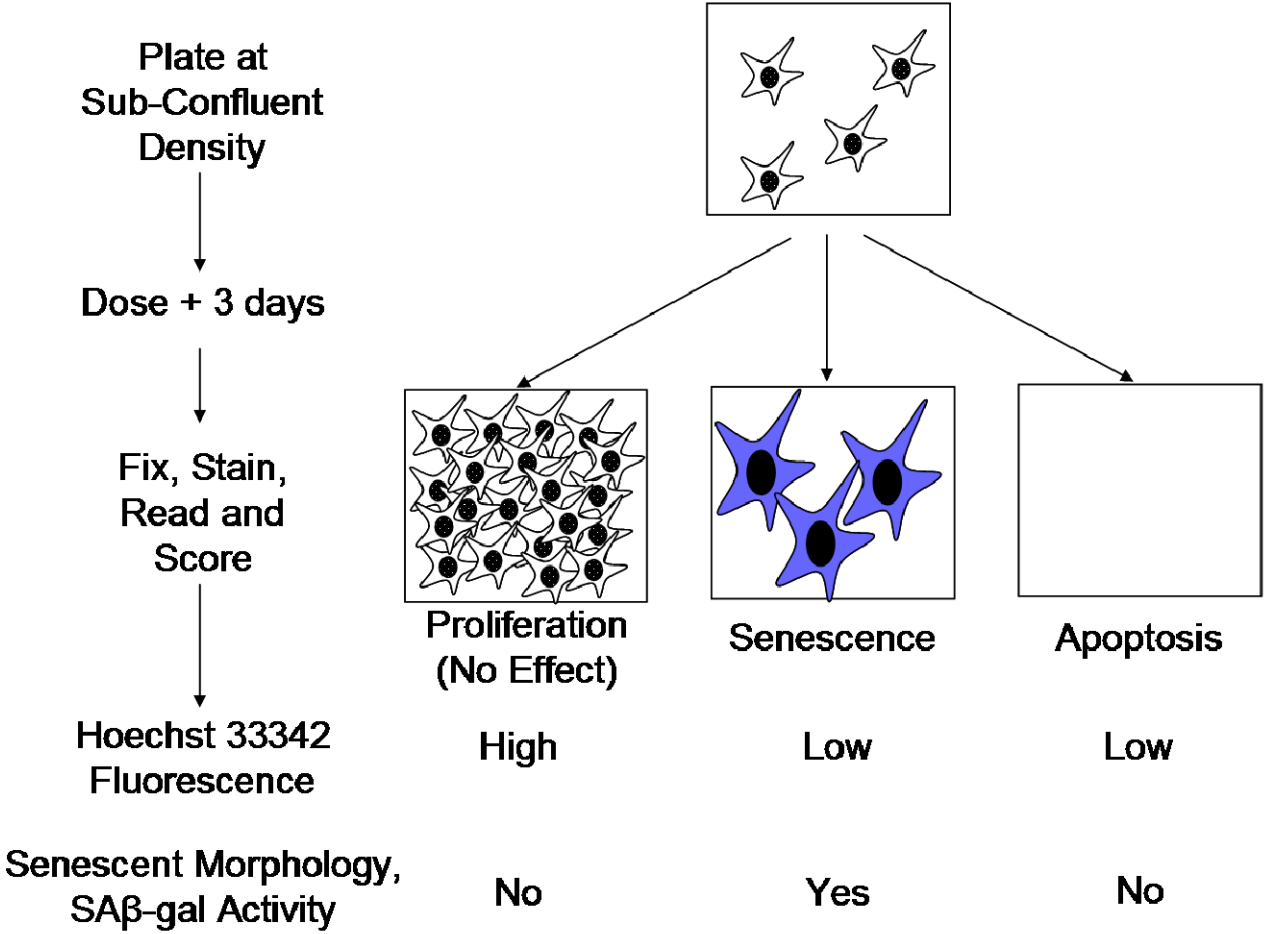 Plate at
Sub-Confluent
Density
Dose + 3 days
Fix, Stain,
Read and
Score
Proliferation
(No Effect)
Senescence
Apoptosis
Hoechst 33342
Fluorescence
High
Low
Low
Senescent Morphology,
SAβ-gal Activity
No
Yes
No